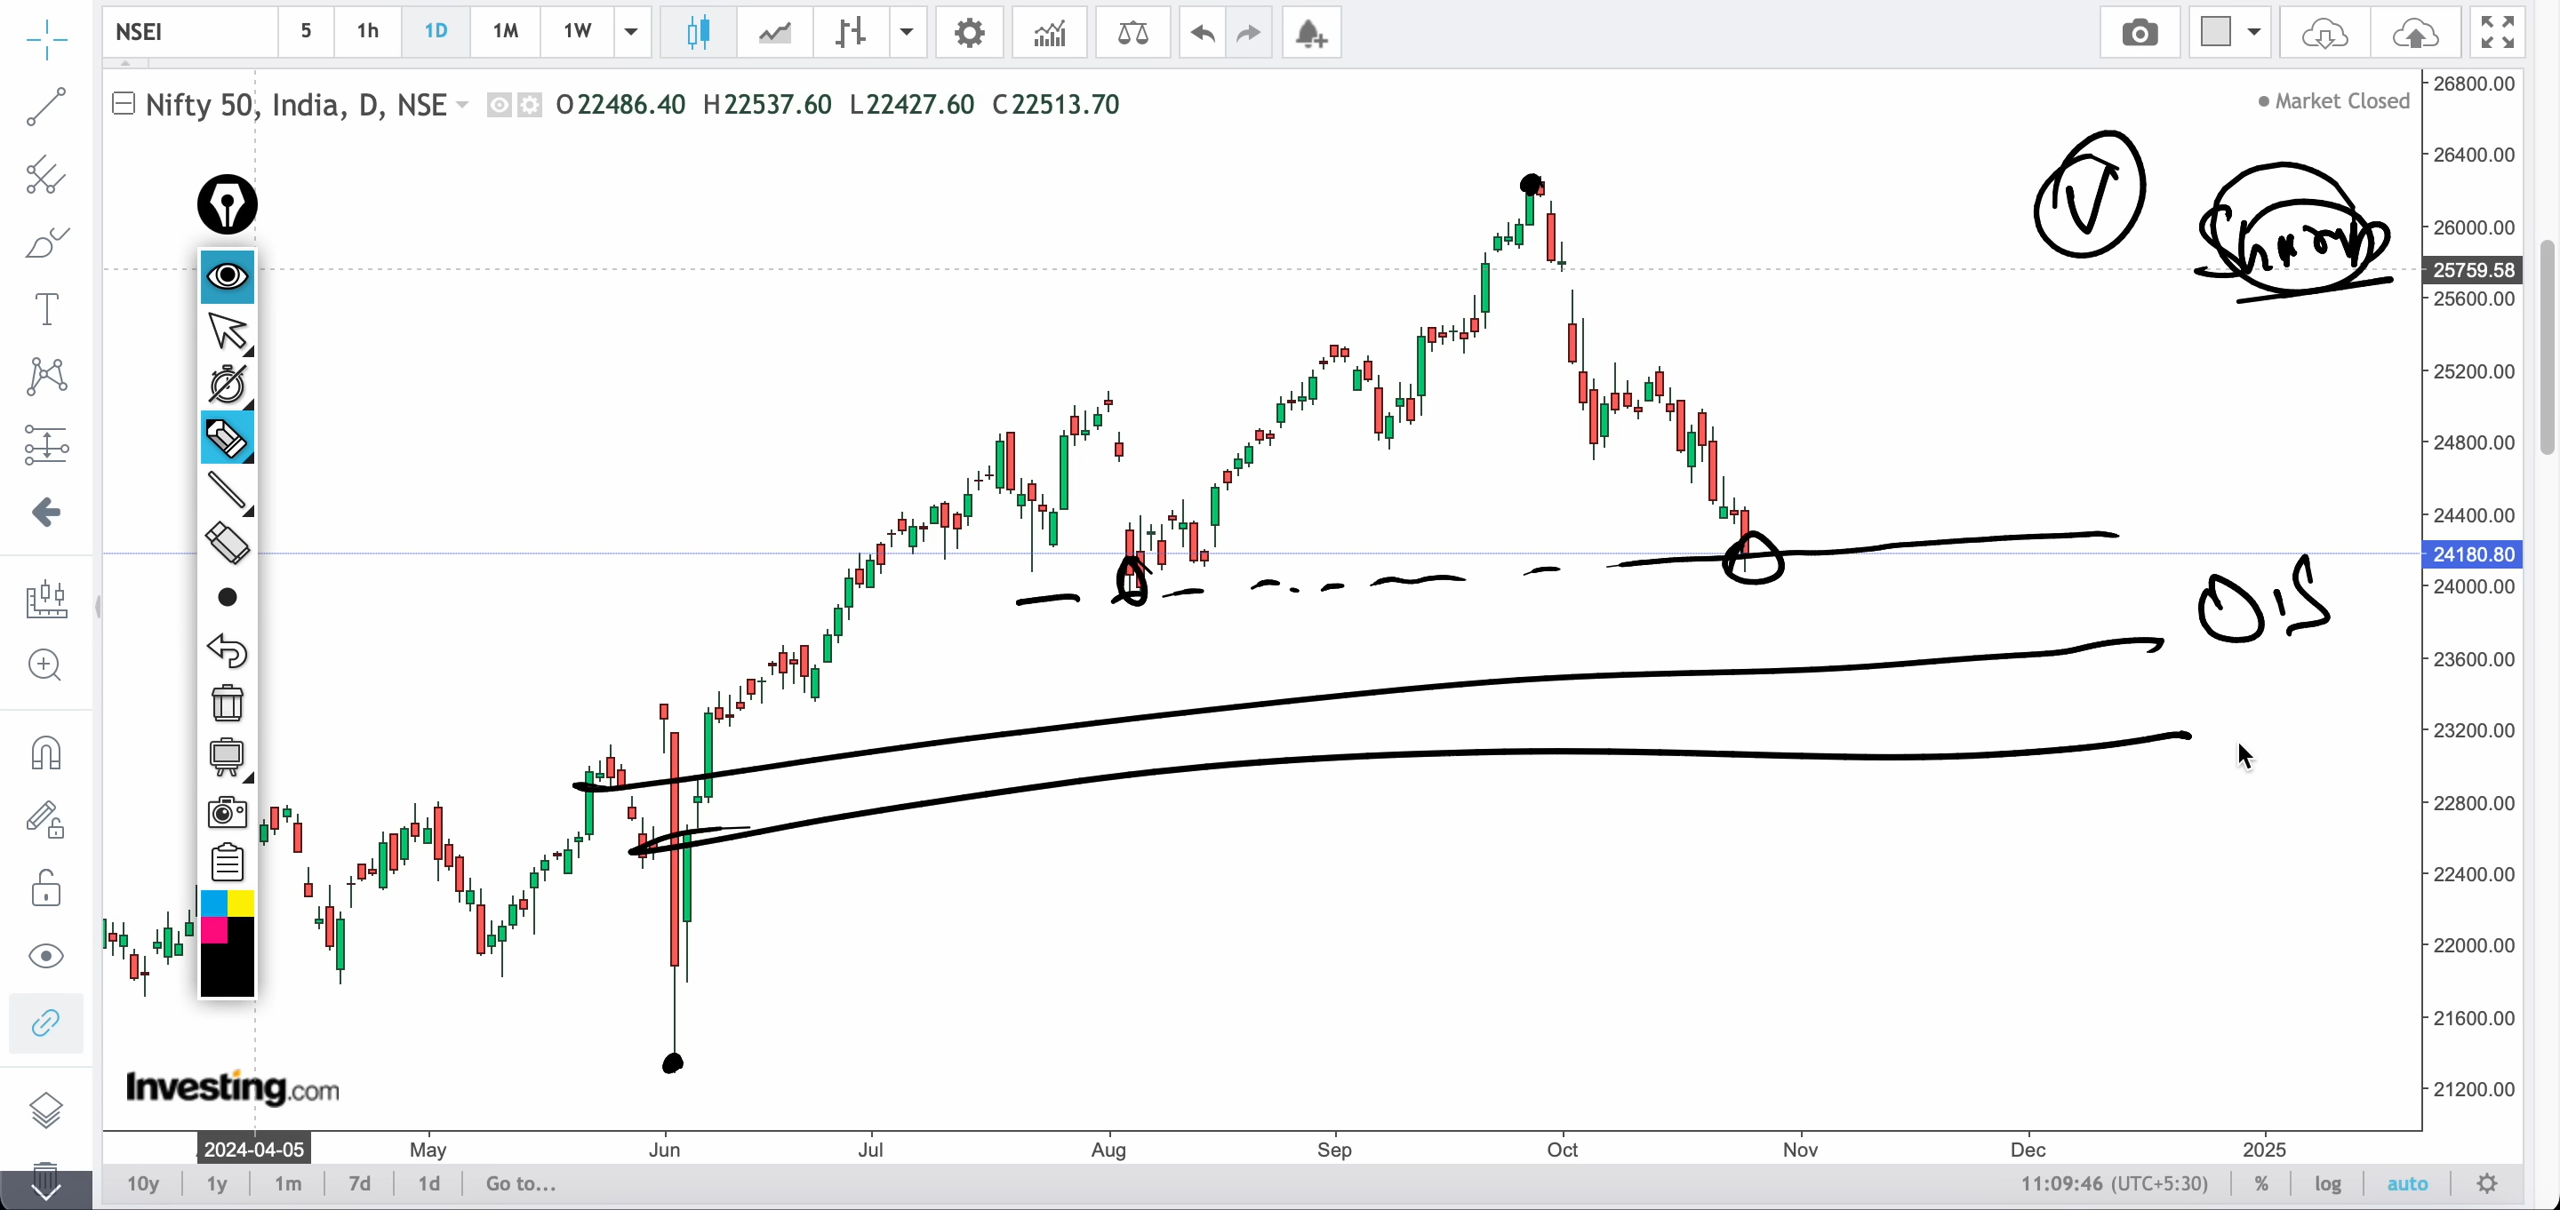 NSEI 5 1h 1D 1M 1W
Nifty 50, India, D, NSE O22486.40 H22537.60 L22427.60 C22513.70
Market Closed
26800.00
26400.00
26000.00
25759.58
25600.00
25200.00
24800.00
24400.00
24180.80
24000.00
23600.00
23200.00
22800.00
22400.00
22000.00
21600.00
21200.00
V
Investing.com
2024-04-05 May Jun Jul Aug Sep Oct Nov Dec 2025
10y 1y 1m 7d 1d Go to... 11:09:46 (UTC+5:30) % log auto